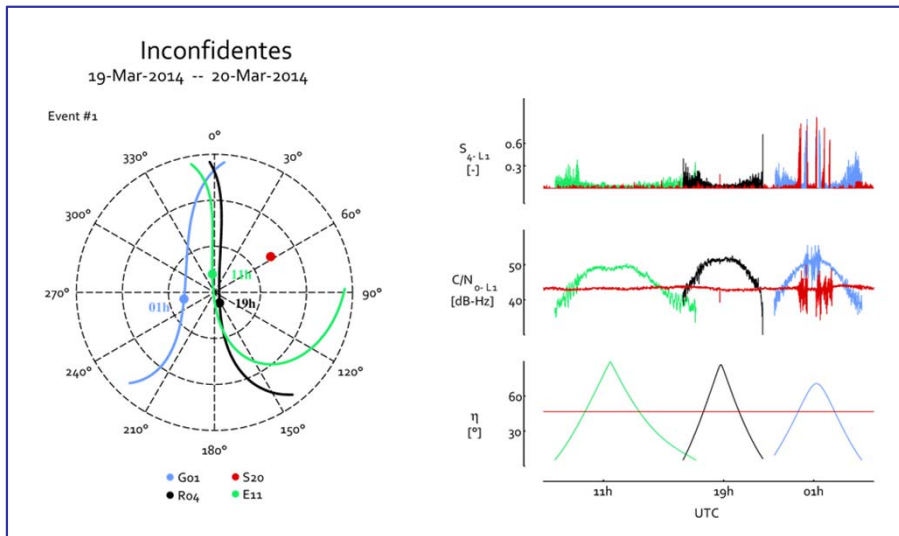 Inconfidentes
19-Mar-2014 -- 20-Mar-2014
Event #1
0°
330°
30°
300°
60°
270°
90°
240°
120°
210°
150°
180°
11h
01h
19h
G01
S20
R04
E11
S4- L1
[-]
0.6
0.3
C/N0- L1
[dB-Hz]
50
40
η
[°]
60
30
11h
19h
01h
UTC